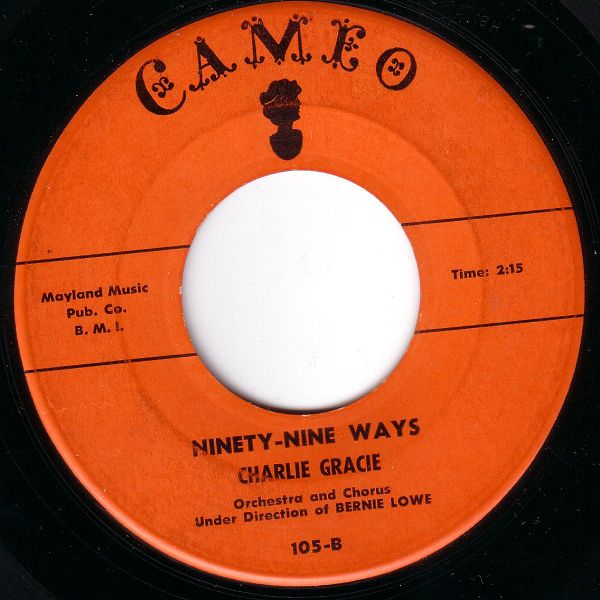 CAMEO
Mayland Music
Pub. Co.
B. M. I.
Time: 2:15
NINETY-NINE WAYS
CHARLIE GRACIE
Orchestra and Chorus
Under Direction of BERNIE LOWE
105-B